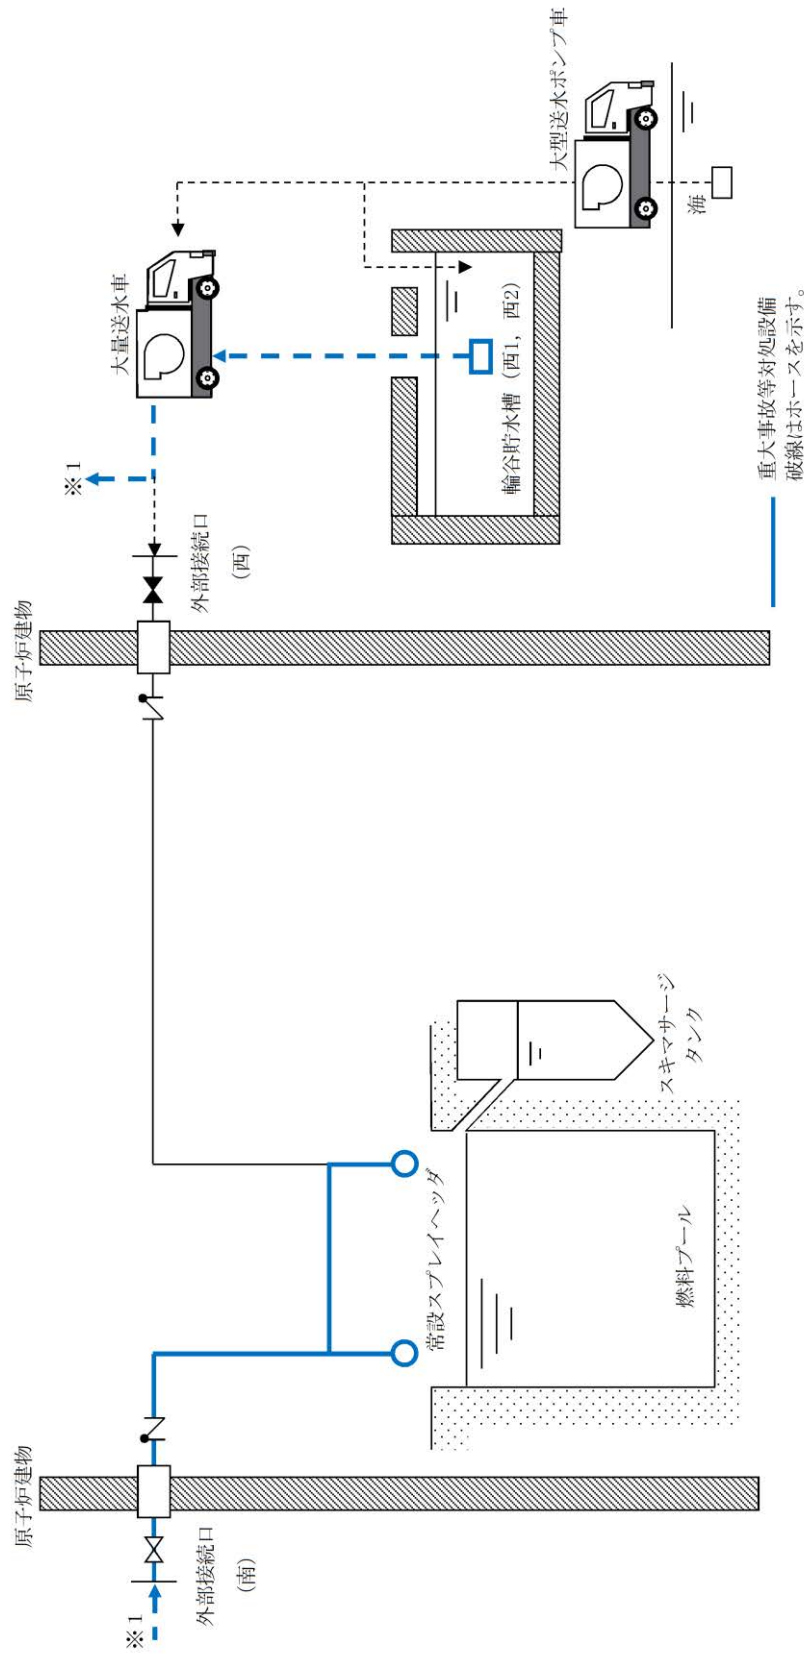 原子炉建物
※1
外部接続口
(南)
常設スプレイヘッダ
燃料プール
スキマサージ
タンク
原子炉建物
外部接続口
(西)
※1
大量送水車
輪谷貯水槽(西1,西2)
大型送水ポンプ車
海
重大事故等対処設備
破線はホースを示す。